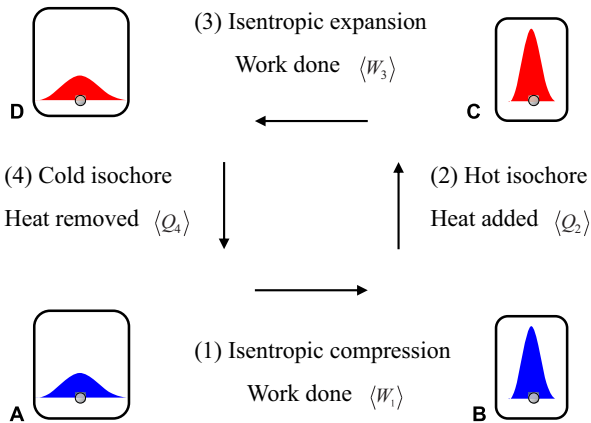 (3) Isentropic expansion
Work done ⟨W₃⟩
D
C
(4) Cold isochore
Heat removed ⟨Q₄⟩
(2) Hot isochore
Heat added ⟨Q₂⟩
(1) Isentropic compression
Work done ⟨W₁⟩
A
B